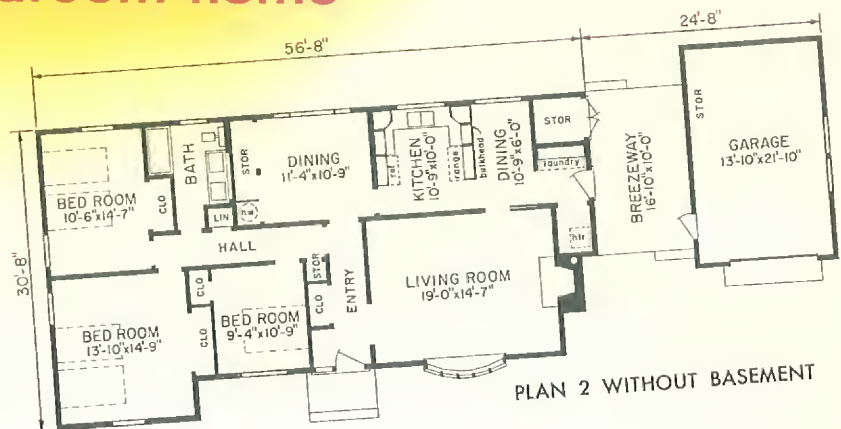 24'-8"
56'-8"
30'-8"
BED ROOM
10'-6"x14'-7"
CLO
BATH
LIN
STOR
DINING
11'-4"x10'-9"
KITCHEN
10'-9"x10'-0"
ref
range
bulkhead
DINING
10'-9"x6'-0"
STOR
laundry
htr
BREEZEWAY
16'-10"x10'-0"
STOR
GARAGE
13'-10"x21'-10"
HALL
BED ROOM
13'-10"x14'-9"
CLO
CLO
BED ROOM
9'-4"x10'-9"
STOR
CLO
ENTRY
LIVING ROOM
19'-0"x14'-7"
PLAN 2 WITHOUT BASEMENT